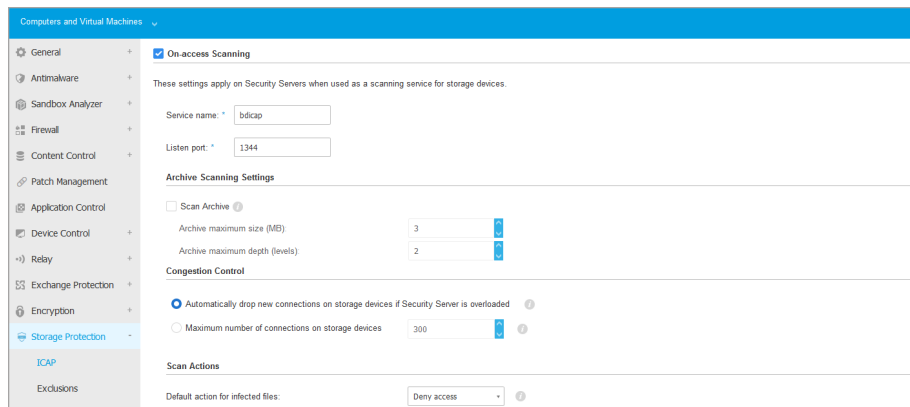 Computers and Virtual Machines
General +
Antimalware +
Sandbox Analyzer +
Firewall +
Content Control +
Patch Management
Application Control
Device Control +
Relay +
Exchange Protection +
Encryption +
Storage Protection -
ICAP
Exclusions
On-access Scanning
These settings apply on Security Servers when used as a scanning service for storage devices.
Service name: * bdicap
Listen port: * 1344
Archive Scanning Settings
Scan Archive i
Archive maximum size (MB): 3
Archive maximum depth (levels): 2
Congestion Control
Automatically drop new connections on storage devices if Security Server is overloaded i
Maximum number of connections on storage devices 300 i
Scan Actions
Default action for infected files: Deny access i